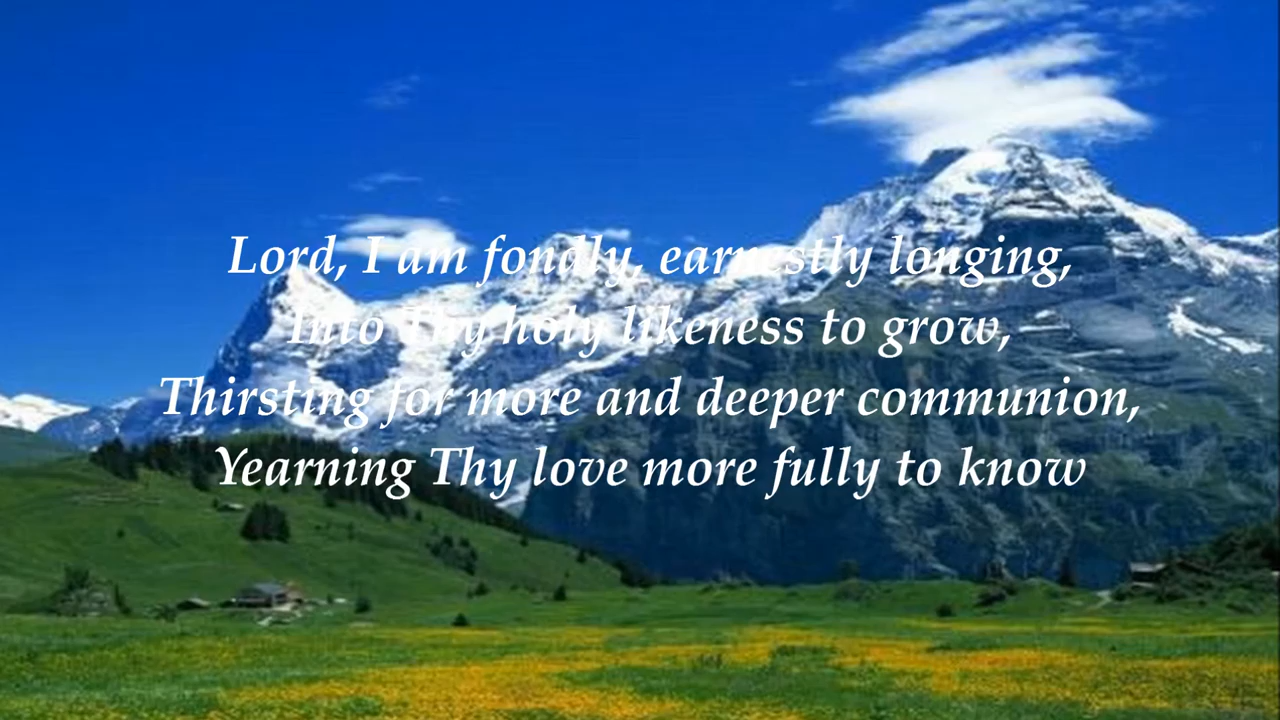 Lord, I am fondly, earnestly longing,
Into Thy holy likeness to grow,
Thirsting for more and deeper communion,
Yearning Thy love more fully to know